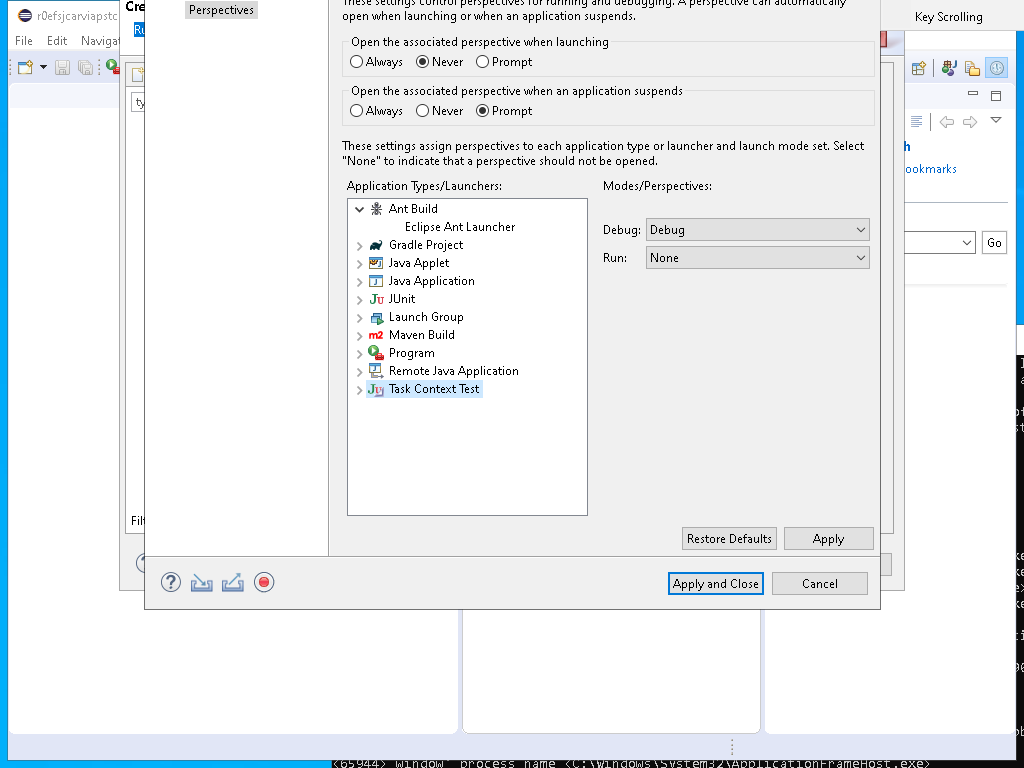 r0efsjcarviapstc
File Edit Navigat
Cre
Ru
ty
Filt
Perspectives
These settings control perspectives for running and debugging. A perspective can automatically
open when launching or when an application suspends.
Open the associated perspective when launching
Always Never Prompt
Open the associated perspective when an application suspends
Always Never Prompt
These settings assign perspectives to each application type or launcher and launch mode set. Select
"None" to indicate that a perspective should not be opened.
Application Types/Launchers:
Modes/Perspectives:
Ant Build
Eclipse Ant Launcher
Gradle Project
Java Applet
Java Application
JUnit
Launch Group
Maven Build
Program
Remote Java Application
Task Context Test
Debug: Debug
Run: None
Restore Defaults Apply
Apply and Close Cancel
Key Scrolling
h
ookmarks
Go
<65944> window process name <C:\Windows\System32\ApplicationFrameHost.exe>